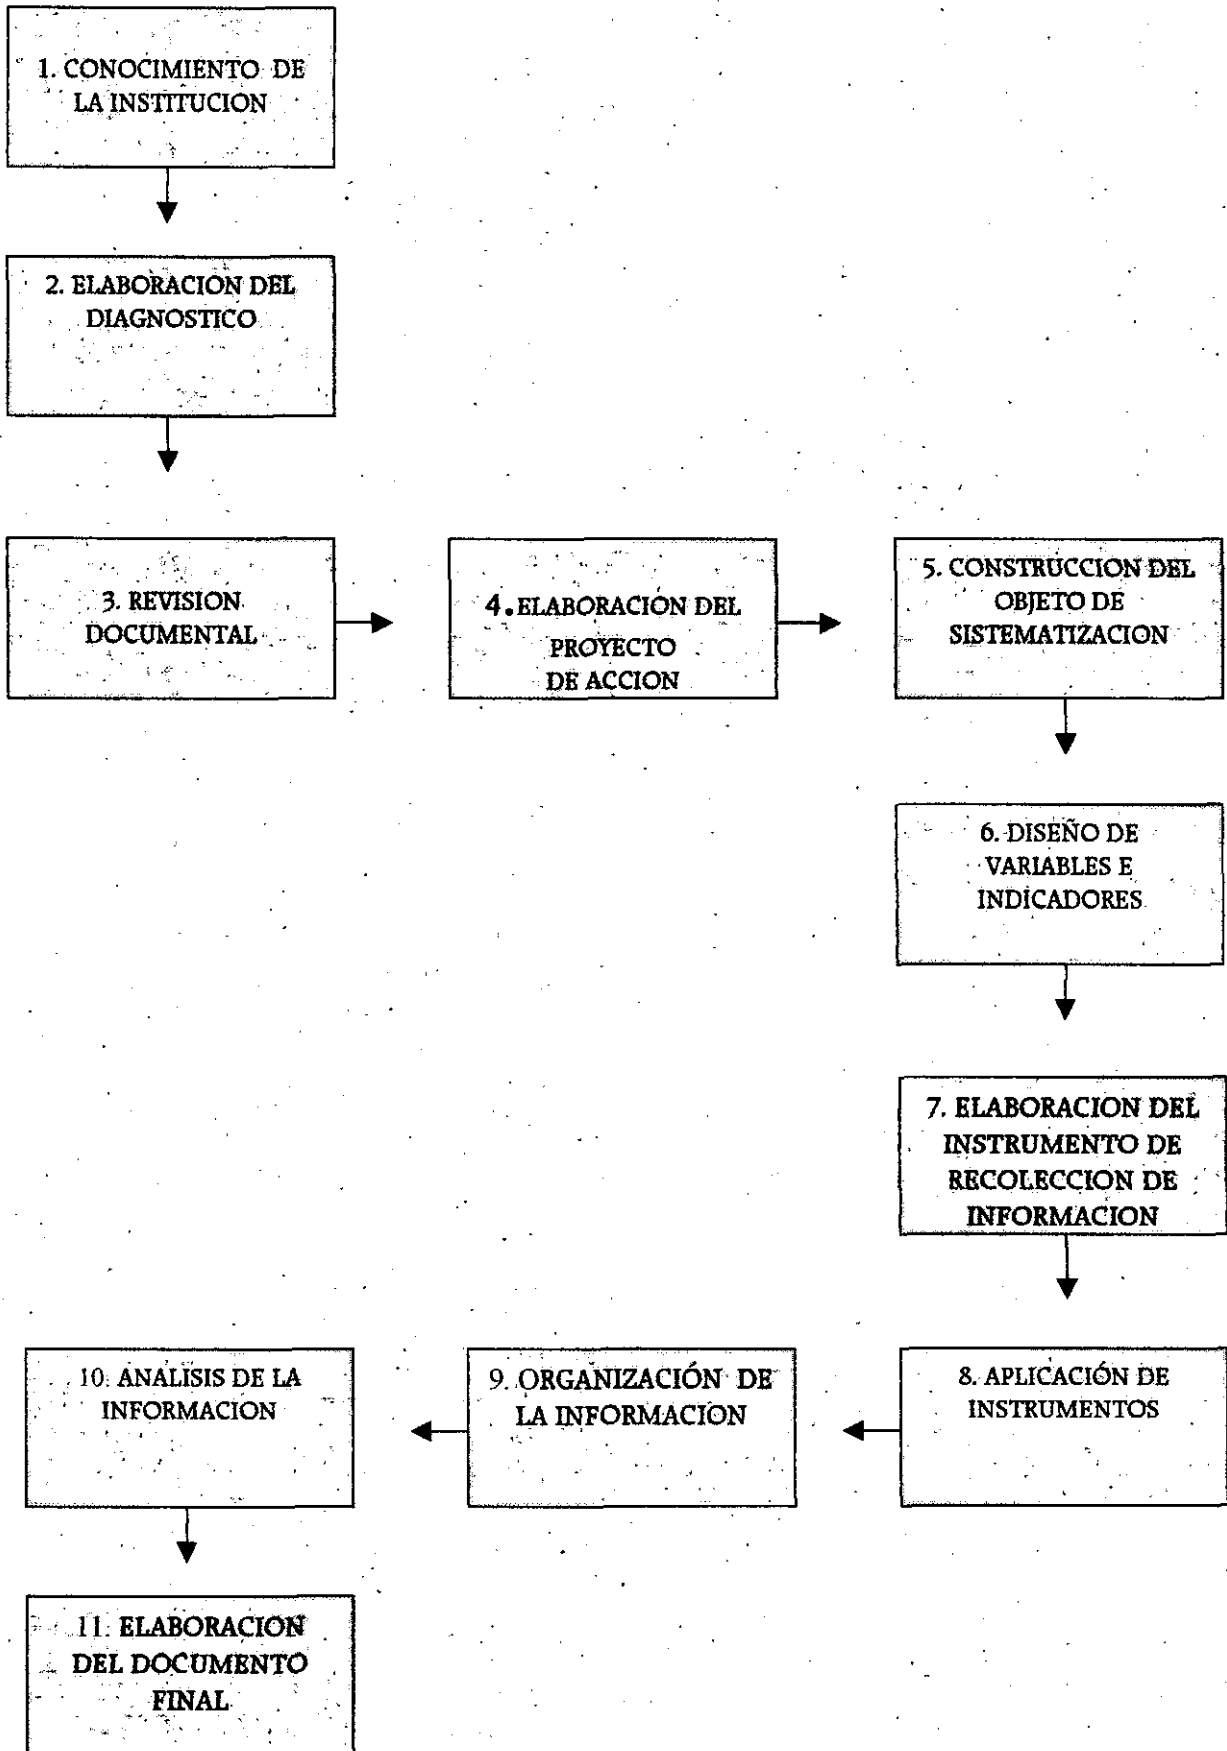 1. CONOCIMIENTO DE
LA INSTITUCION
2. ELABORACION DEL
DIAGNOSTICO
3. REVISION
DOCUMENTAL
4. ELABORACIÓN DEL
PROYECTO
DE ACCION
5. CONSTRUCCION DEL
OBJETO DE
SISTEMATIZACION
6. DISEÑO DE
VARIABLES E
INDICADORES
7. ELABORACION DEL
INSTRUMENTO DE
RECOLECCION DE
INFORMACION
8. APLICACIÓN DE
INSTRUMENTOS
9. ORGANIZACIÓN DE
LA INFORMACION
10. ANALISIS DE LA
INFORMACION
11. ELABORACION
DEL DOCUMENTO
FINAL